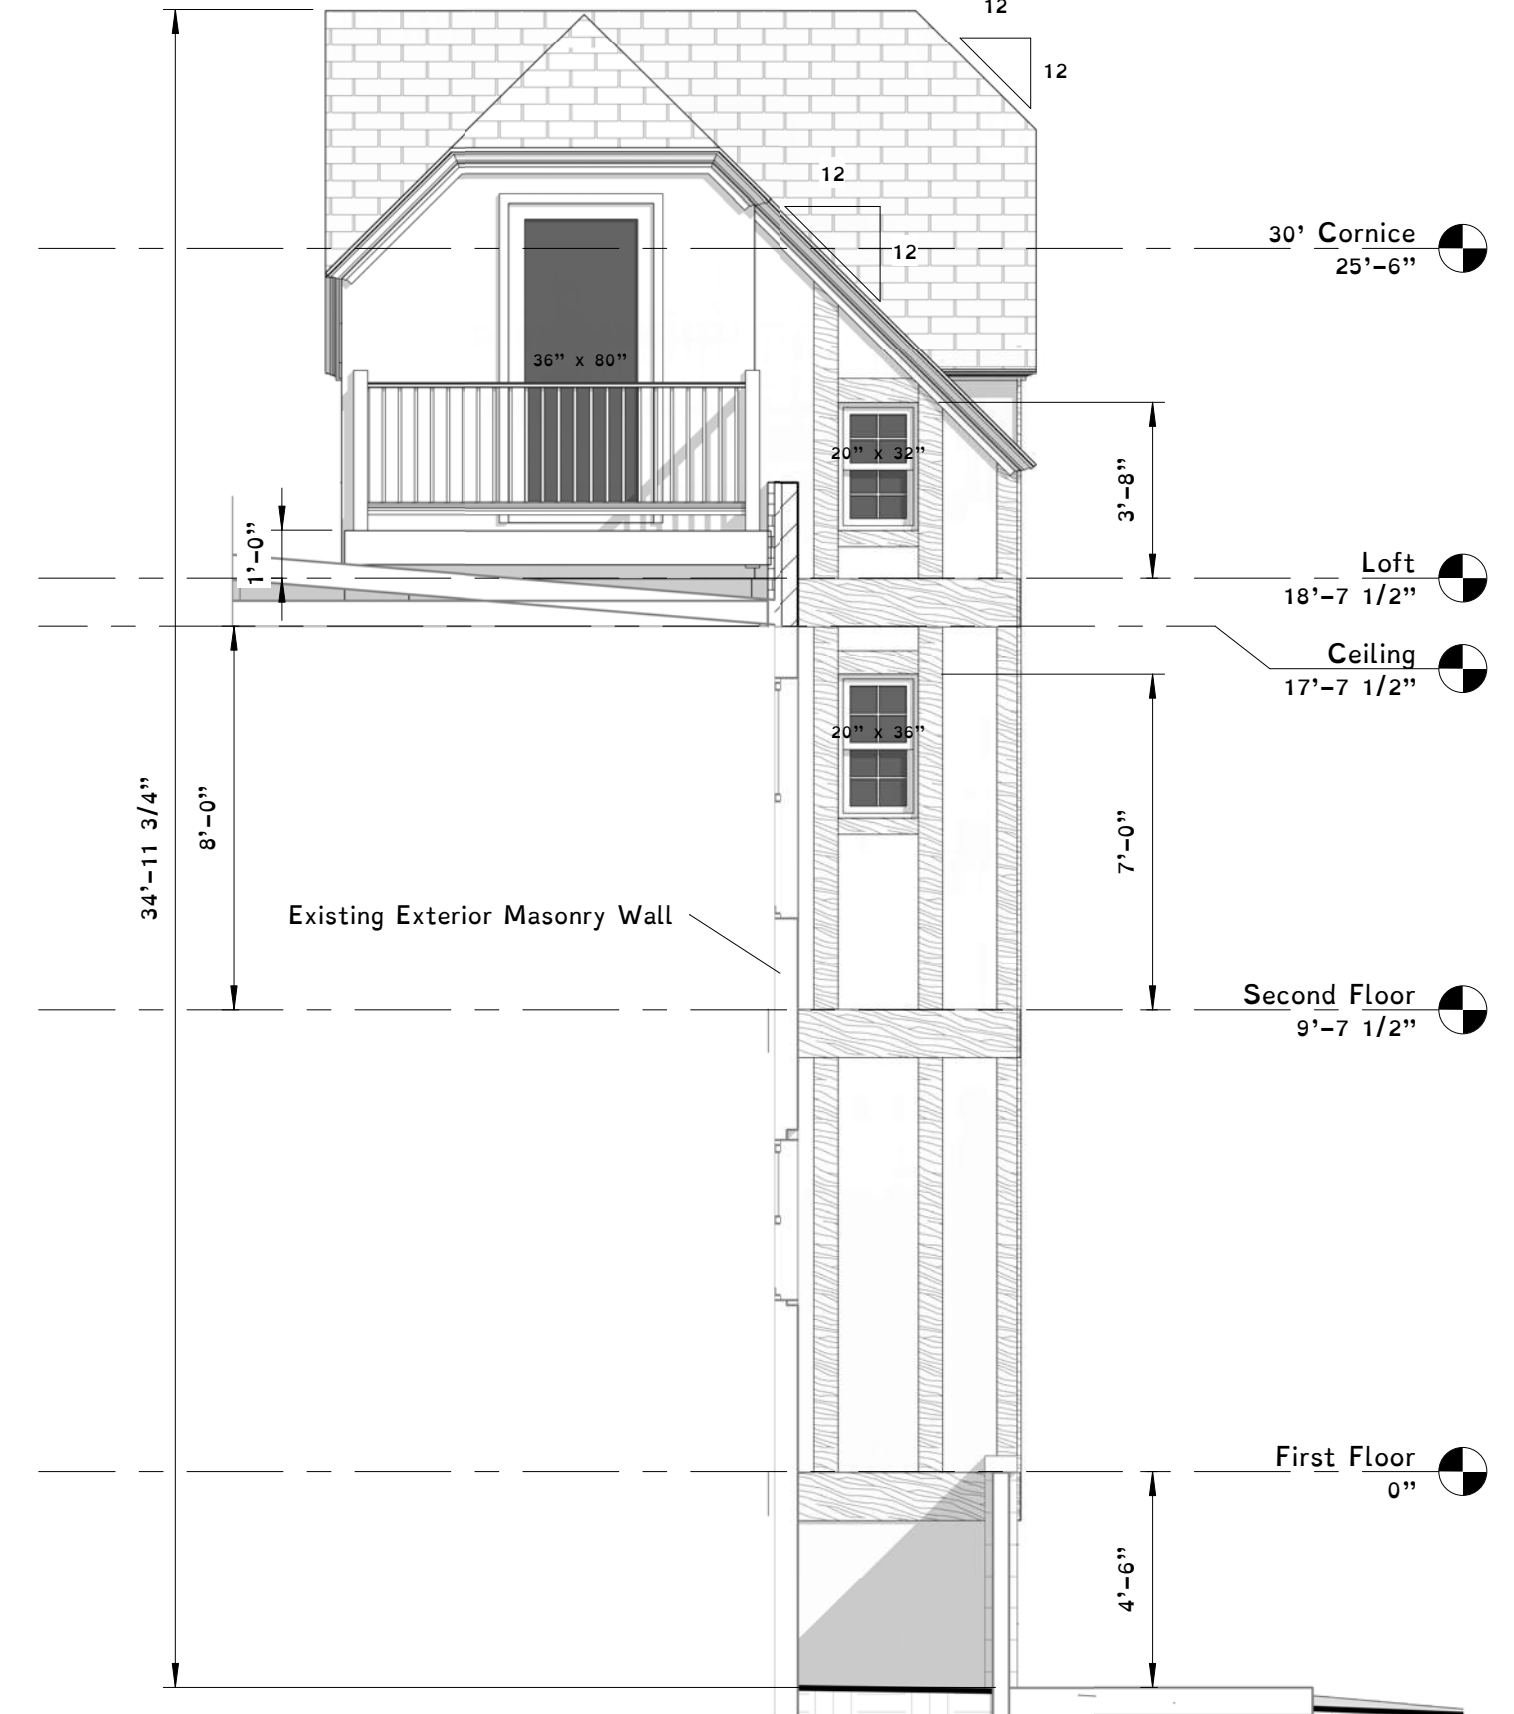 12
12
12
12
30’ Cornice
25’-6”
36” x 80”
20” x 32”
3’-8”
1’-0”
Loft
18’-7 1/2”
Ceiling
17’-7 1/2”
20” x 36”
34’-11 3/4”
8’-0”
7’-0”
Existing Exterior Masonry Wall
Second Floor
9’-7 1/2”
First Floor
0”
4’-6”